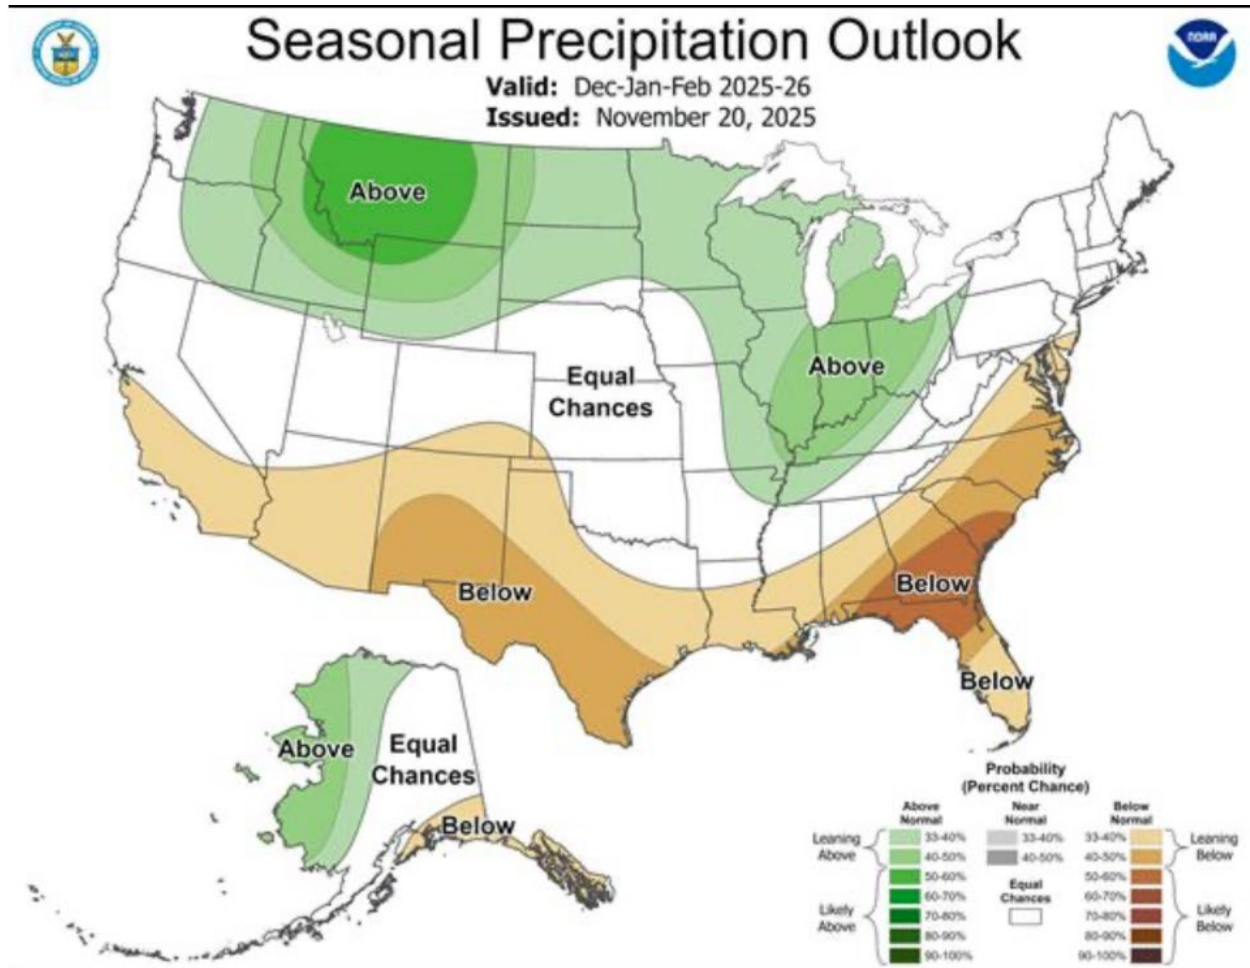 Seasonal Precipitation Outlook
NOAA
Valid: Dec-Jan-Feb 2025-26
Issued: November 20, 2025
Above
Above
Equal
Chances
Below
Below
Below
Above
Equal
Chances
Below
Probability
(Percent Chance)
Above
Normal
Near
Normal
Below
Normal
Leaning
Above
33-40%
40-50%
33-40%
40-50%
33-40%
40-50%
Leaning
Below
Likely
Above
50-60%
60-70%
70-80%
80-90%
90-100%
Equal
Chances
50-60%
60-70%
70-80%
80-90%
90-100%
Likely
Below